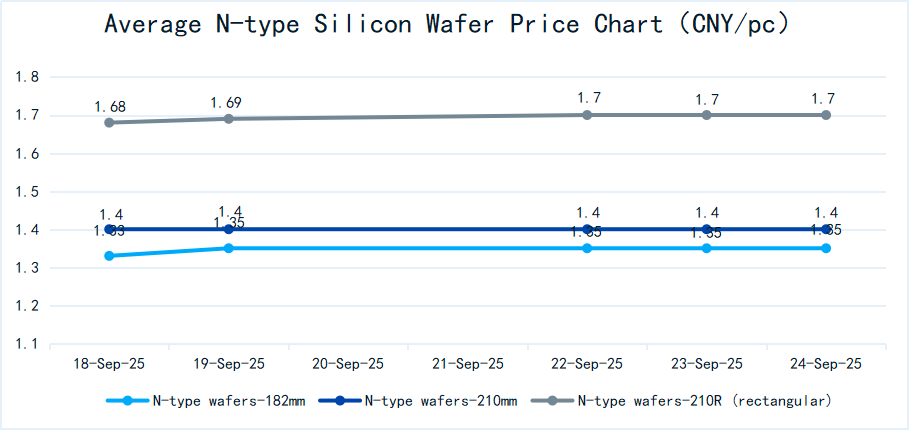 Average N-type Silicon Wafer Price Chart (CNY/pc)
1.8
1.7
1.6
1.5
1.4
1.3
1.2
1.1
1.68
1.69
1.7
1.7
1.7
1.4
1.4
1.4
1.4
1.4
1.33
1.35
1.35
1.35
1.35
18-Sep-25
19-Sep-25
20-Sep-25
21-Sep-25
22-Sep-25
23-Sep-25
24-Sep-25
N-type wafers-182mm
N-type wafers-210mm
N-type wafers-210R (rectangular)